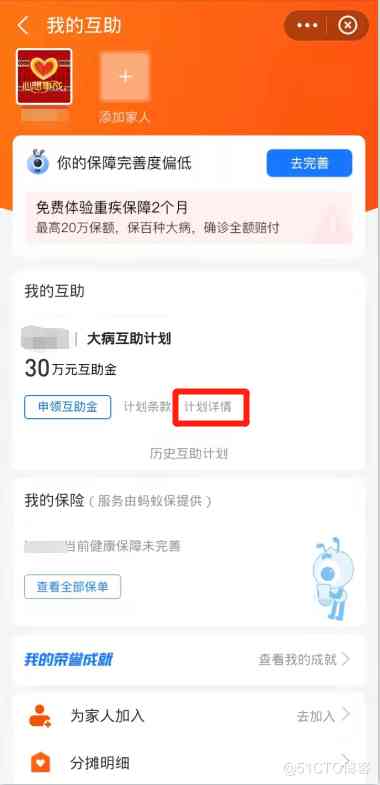 我的互助
心想事成
添加家人
你的保障完善度偏低
去完善
免费体验重疾保障2个月
最高20万保额，保百种大病，确诊全额赔付
我的互助
大病互助计划
30万元互助金
申领互助金 计划条款 计划详情
历史互助计划
我的保险（服务由蚂蚁保提供）
当前健康保障未完善
查看全部保单
我的荣誉成就 查看我的成就
为家人加入 去加入
分摊明细
@51CTO博客